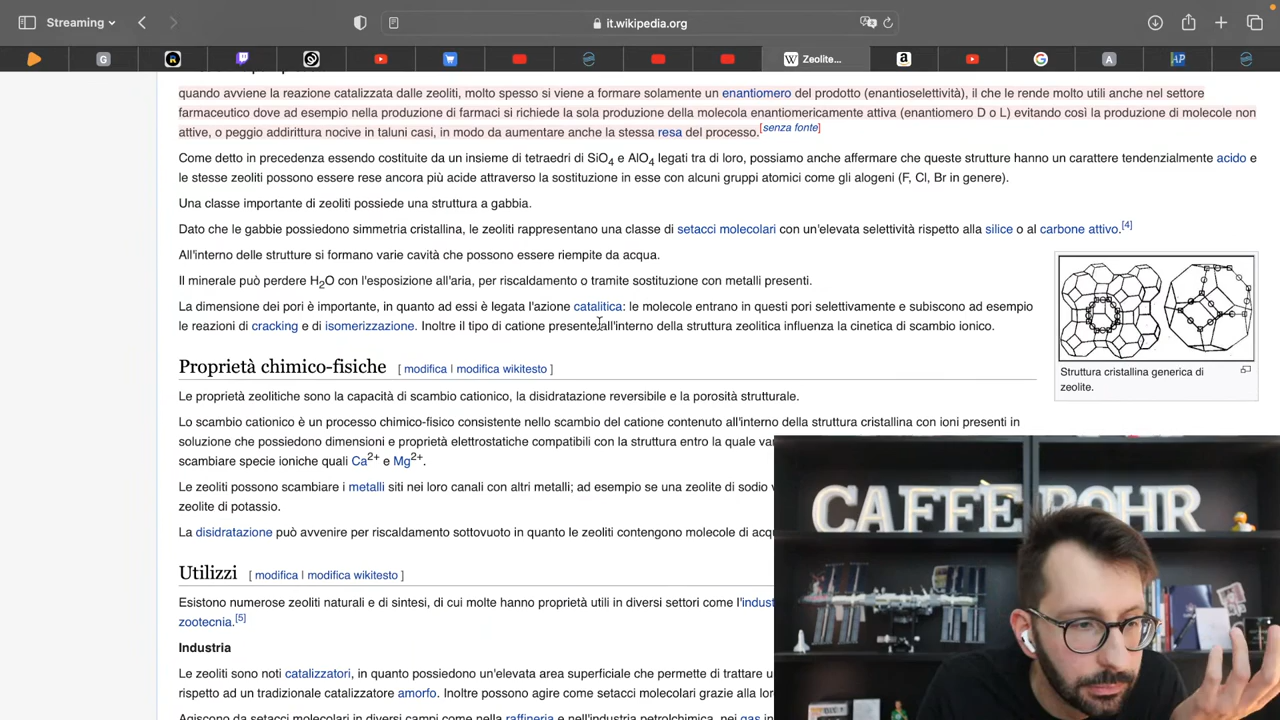 Streaming
it.wikipedia.org
G
R
W Zeolite...
a
G
A
AP
quando avviene la reazione catalizzata dalle zeoliti, molto spesso si viene a formare solamente un enantiomero del prodotto (enantioselettività), il che le rende molto utili anche nel settore
farmaceutico dove ad esempio nella produzione di farmaci si richiede la sola produzione della molecola enantiomericamente attiva (enantiomero D o L) evitando così la produzione di molecole non
attive, o peggio addirittura nocive in taluni casi, in modo da aumentare anche la stessa resa del processo.[senza fonte]
Come detto in precedenza essendo costituite da un insieme di tetraedri di SiO4 e AlO4 legati tra di loro, possiamo anche affermare che queste strutture hanno un carattere tendenzialmente acido e
le stesse zeoliti possono essere rese ancora più acide attraverso la sostituzione in esse con alcuni gruppi atomici come gli alogeni (F, Cl, Br in genere).
Una classe importante di zeoliti possiede una struttura a gabbia.
Dato che le gabbie possiedono simmetria cristallina, le zeoliti rappresentano una classe di setacci molecolari con un'elevata selettività rispetto alla silice o al carbone attivo.[4]
All'interno delle strutture si formano varie cavità che possono essere riempite da acqua.
Il minerale può perdere H2O con l'esposizione all'aria, per riscaldamento o tramite sostituzione con metalli presenti.
La dimensione dei pori è importante, in quanto ad essi è legata l'azione catalitica: le molecole entrano in questi pori selettivamente e subiscono ad esempio
le reazioni di cracking e di isomerizzazione. Inoltre il tipo di catione presente all'interno della struttura zeolitica influenza la cinetica di scambio ionico.
Struttura cristallina generica di
zeolite.
Proprietà chimico-fisiche [ modifica | modifica wikitesto ]
Le proprietà zeolitiche sono la capacità di scambio cationico, la disidratazione reversibile e la porosità strutturale.
Lo scambio cationico è un processo chimico-fisico consistente nello scambio del catione contenuto all'interno della struttura cristallina con ioni presenti in
soluzione che possiedono dimensioni e proprietà elettrostatiche compatibili con la struttura entro la quale
scambiare specie ioniche quali Ca2+ e Mg2+.
Le zeoliti possono scambiare i metalli siti nei loro canali con altri metalli; ad esempio se una zeolite di sodio
zeolite di potassio.
La disidratazione può avvenire per riscaldamento sottovuoto in quanto le zeoliti contengono molecole di
Utilizzi [ modifica | modifica wikitesto ]
Esistono numerose zeoliti naturali e di sintesi, di cui molte hanno proprietà utili in diversi settori come l'indust
zootecnia.[5]
Industria
Le zeoliti sono noti catalizzatori, in quanto possiedono un'elevata area superficiale che permette di trattare
rispetto ad un tradizionale catalizzatore amorfo. Inoltre possono agire come setacci molecolari grazie alla
Agiscono da setacci molecolari in diversi campi come nella raffineria e nell'industria petrolchimica, nei gas
CAFFE ROHR